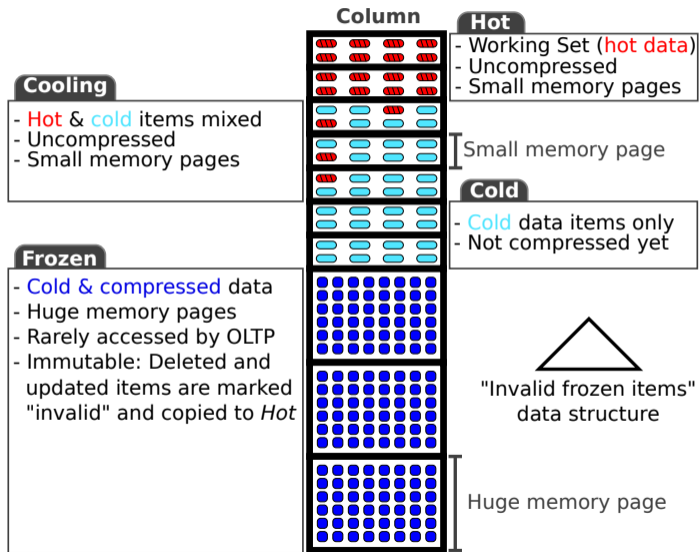 Column
Hot
- Working Set (hot data)
- Uncompressed
- Small memory pages
Cooling
- Hot & cold items mixed
- Uncompressed
- Small memory pages
Small memory page
Cold
- Cold data items only
- Not compressed yet
Frozen
- Cold & compressed data
- Huge memory pages
- Rarely accessed by OLTP
- Immutable: Deleted and
updated items are marked
"invalid" and copied to Hot
"Invalid frozen items"
data structure
Huge memory page